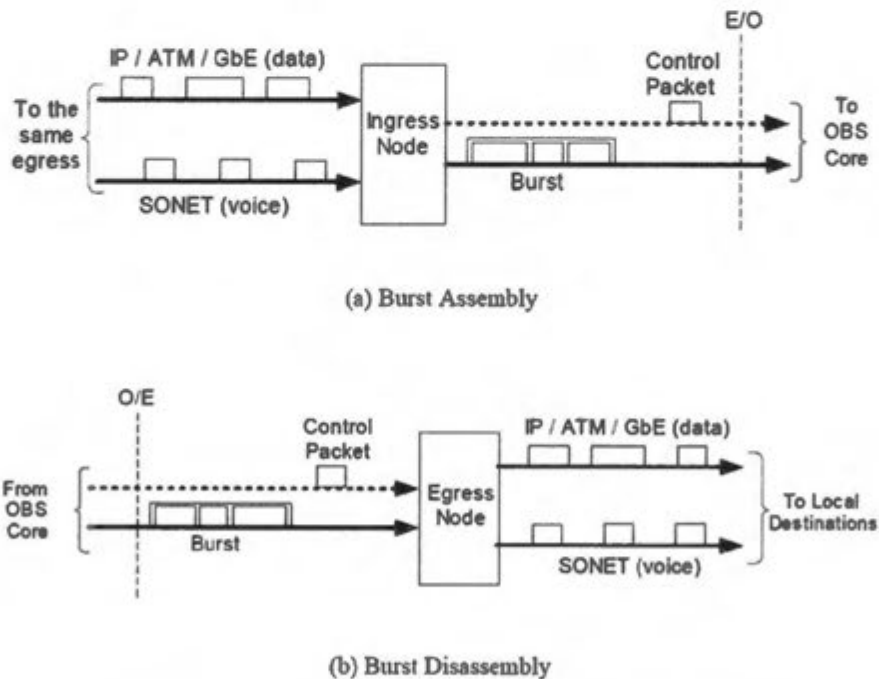 E/O
IP / ATM / GbE (data)
Control
Packet
To the
same
egress
Ingress
Node
To
OBS
Core
Burst
SONET (voice)
(a) Burst Assembly
O/E
Control
Packet
IP / ATM / GbE (data)
From
OBS
Core
Egress
Node
To Local
Destinations
Burst
SONET (voice)
(b) Burst Disassembly